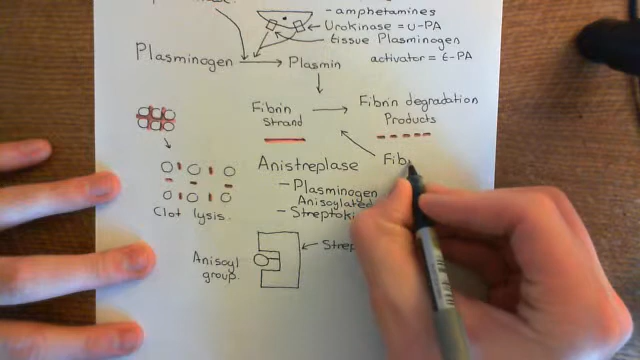 - amphetamines
Urokinase = u-PA
tissue Plasminogen
activator = t-PA
Plasminogen → Plasmin
Fibrin
Strand
Fibrin degradation
Products
Fib
Anistreplase
- Plasminogen
Anisoylated
- Streptoki
Clot lysis.
Anisoyl
group
Strep